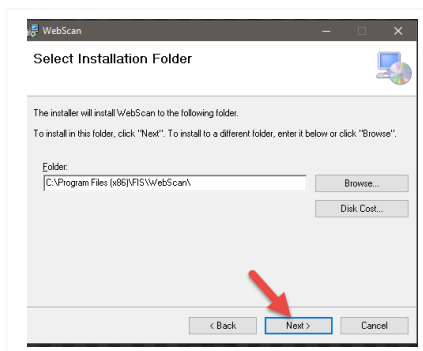 WebScan
Select Installation Folder
The installer will install WebScan to the following folder.
To install in this folder, click "Next". To install to a different folder, enter it below or click "Browse".
Folder:
C:\Program Files (x86)\FIS\WebScan\
Browse...
Disk Cost...
< Back
Next >
Cancel